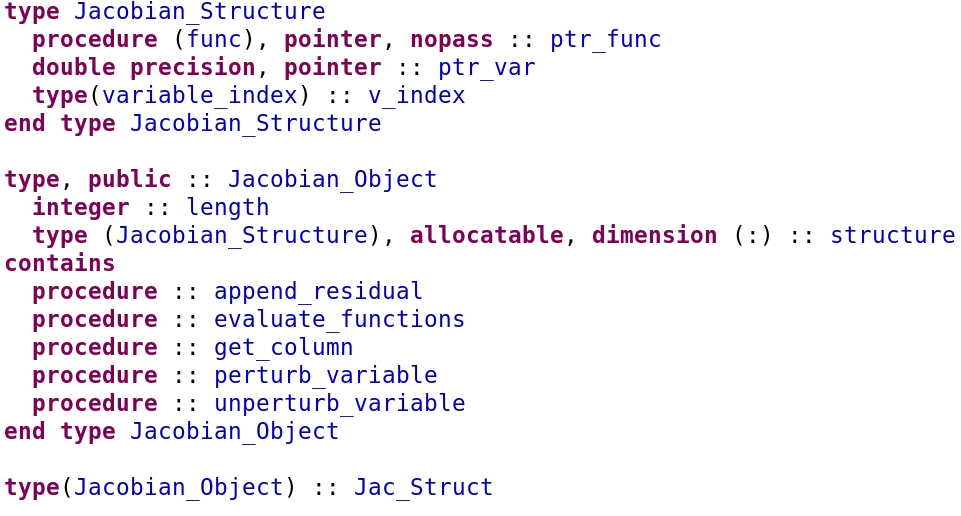 type Jacobian_Structure
  procedure (func), pointer, nopass :: ptr_func
  double precision, pointer :: ptr_var
  type(variable_index) :: v_index
end type Jacobian_Structure

type, public :: Jacobian_Object
  integer :: length
  type (Jacobian_Structure), allocatable, dimension (:) :: structure
contains
  procedure :: append_residual
  procedure :: evaluate_functions
  procedure :: get_column
  procedure :: perturb_variable
  procedure :: unperturb_variable
end type Jacobian_Object

type(Jacobian_Object) :: Jac_Struct